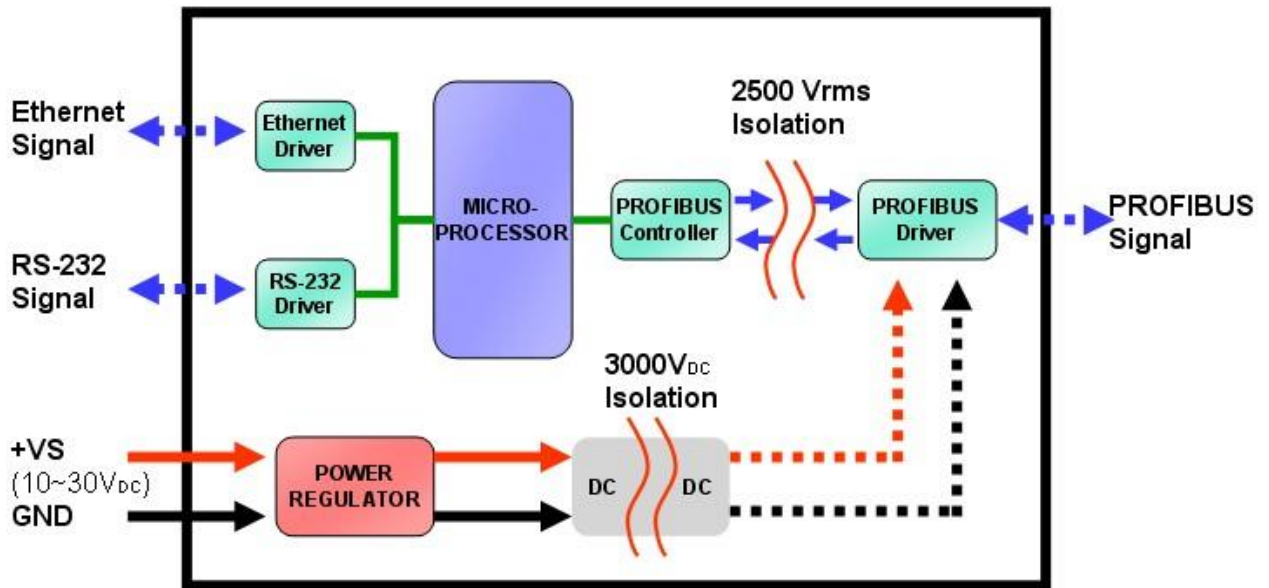 Ethernet
Signal
Ethernet
Driver
MICRO-
PROCESSOR
2500 Vrms
Isolation
PROFIBUS
Controller
PROFIBUS
Driver
PROFIBUS
Signal
RS-232
Signal
RS-232
Driver
3000VDC
Isolation
+VS
(10~30VDC)
GND
POWER
REGULATOR
DC DC